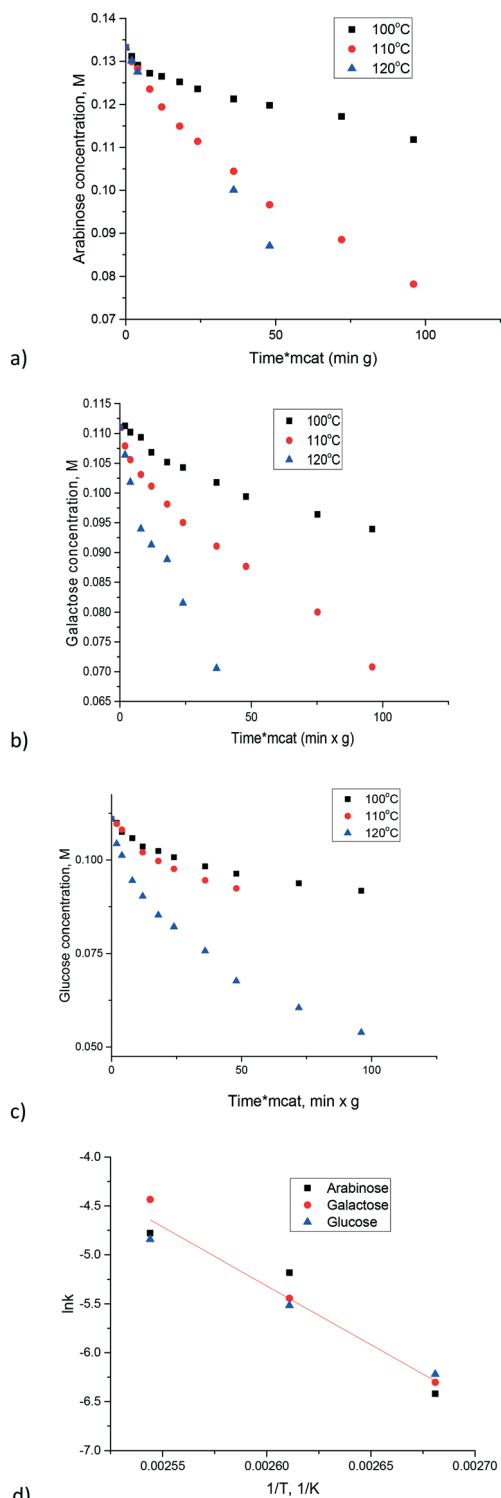 0.14
0.13
0.12
0.11
0.10
0.09
0.08
0.07
Arabinose concentration, M
100°C
110°C
120°C
0 50 100
Time*mcat (min g)
a)
0.115
0.110
0.105
0.100
0.095
0.090
0.085
0.080
0.075
0.070
0.065
Galactose concentration, M
100°C
110°C
120°C
0 50 100
Time*mcat (min x g)
b)
0.100
0.075
0.050
Glucose concentration, M
100°C
110°C
120°C
0 50 100
Time*mcat, min x g
c)
-4.0
-4.5
-5.0
-5.5
-6.0
-6.5
-7.0
lnk
Arabinose
Galactose
Glucose
0.00255 0.00260 0.00265 0.00270
1/T, 1/K
d)